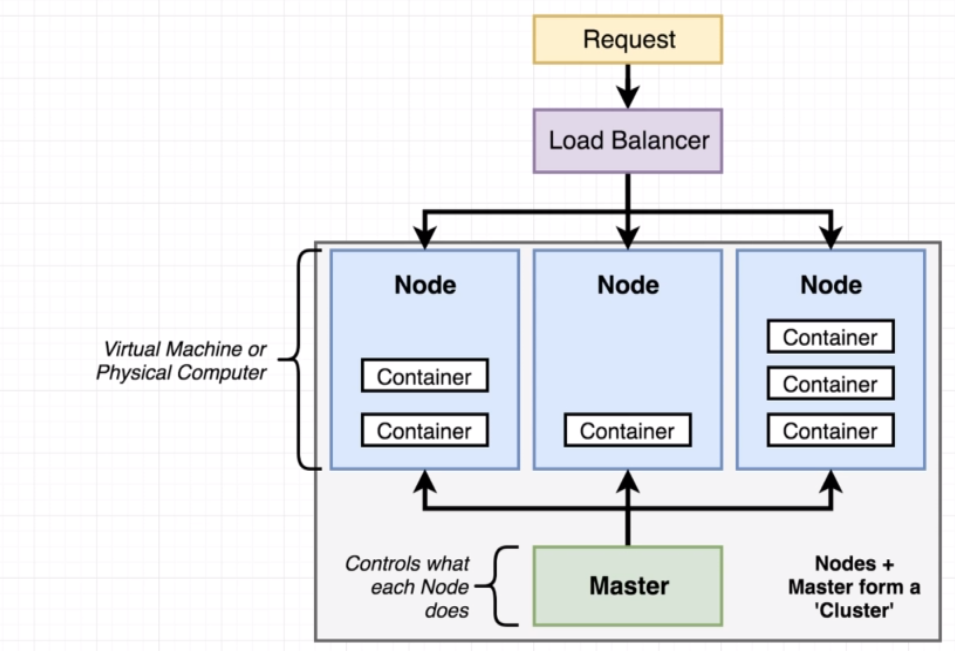 Request
Load Balancer
Node
Node
Node
Container
Container
Container
Container
Container
Container
Virtual Machine or
Physical Computer
Controls what
each Node
does
Master
Nodes +
Master form a
'Cluster'